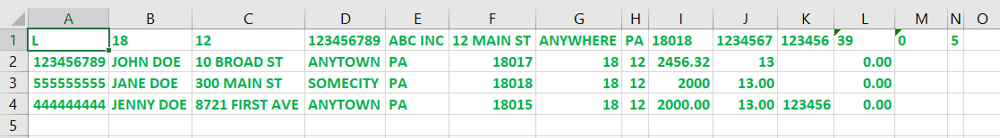 A B C D E F G H I J K L M N O
1 L 18 12 123456789 ABC INC 12 MAIN ST ANYWHERE PA 18018 1234567 123456 39 0 5
2 123456789 JOHN DOE 10 BROAD ST ANYTOWN PA 18017 18 12 2456.32 13 0.00
3 555555555 JANE DOE 300 MAIN ST SOMECITY PA 18018 18 12 2000 13.00 0.00
4 444444444 JENNY DOE 8721 FIRST AVE ANYTOWN PA 18015 18 12 2000.00 13.00 123456 0.00
5